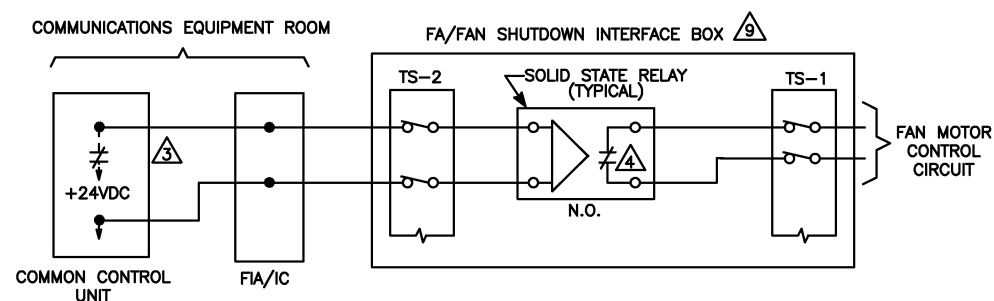 COMMUNICATIONS EQUIPMENT ROOM
FA/FAN SHUTDOWN INTERFACE BOX 9
TS-2
SOLID STATE RELAY
(TYPICAL)
TS-1
3
4
+24VDC
N.O.
FAN MOTOR
CONTROL
CIRCUIT
COMMON CONTROL
UNIT
FIA/IC